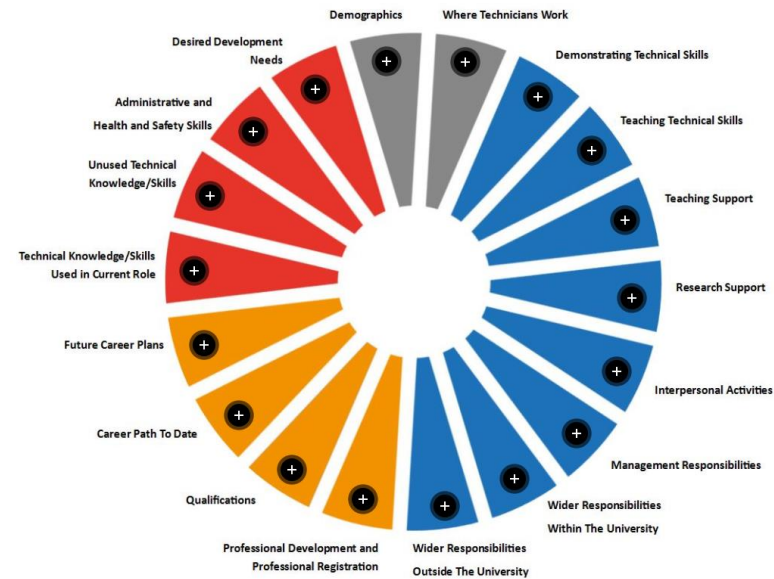 Demographics
Where Technicians Work
Demonstrating Technical Skills
Teaching Technical Skills
Teaching Support
Research Support
Interpersonal Activities
Management Responsibilities
Wider Responsibilities
Within The University
Wider Responsibilities
Outside The University
Professional Development and
Professional Registration
Qualifications
Career Path To Date
Future Career Plans
Technical Knowledge/Skills
Used in Current Role
Unused Technical
Knowledge/Skills
Administrative and
Health and Safety Skills
Desired Development
Needs